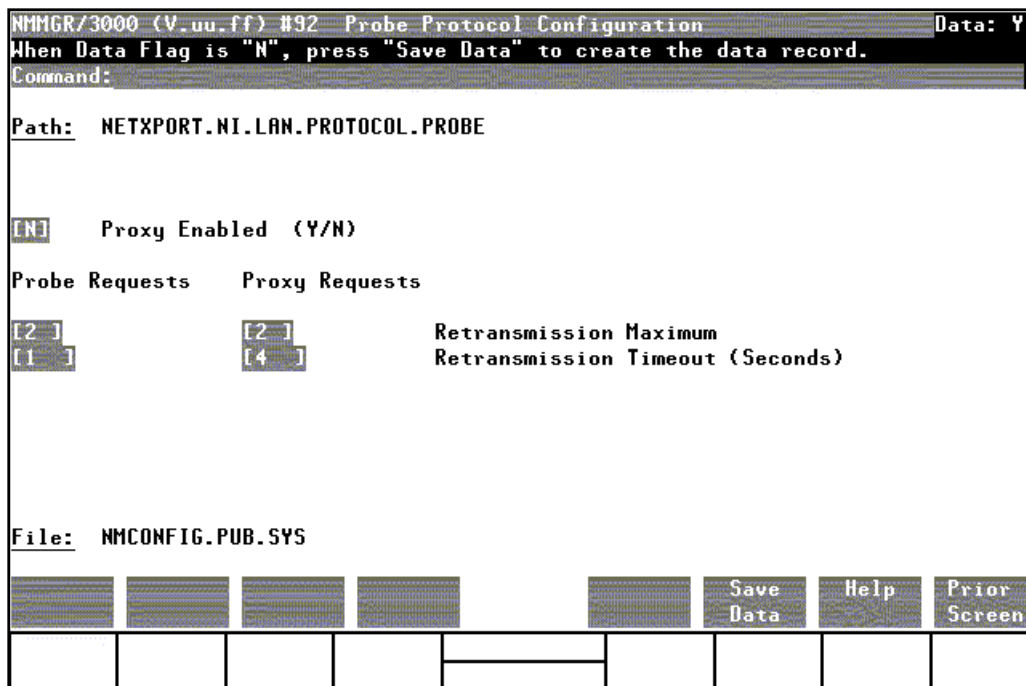 NMMGR/3000 (V.uu.ff) #92 Probe Protocol Configuration Data: Y
When Data Flag is "N", press "Save Data" to create the data record.
Command:
Path: NETXPORT.NI.LAN.PROTOCOL.PROBE
[N] Proxy Enabled (Y/N)
Probe Requests Proxy Requests
[2 ] [2 ] Retransmission Maximum
[1 ] [4 ] Retransmission Timeout (Seconds)
File: NMCONFIG.PUB.SYS
Save Help Prior
Data Screen